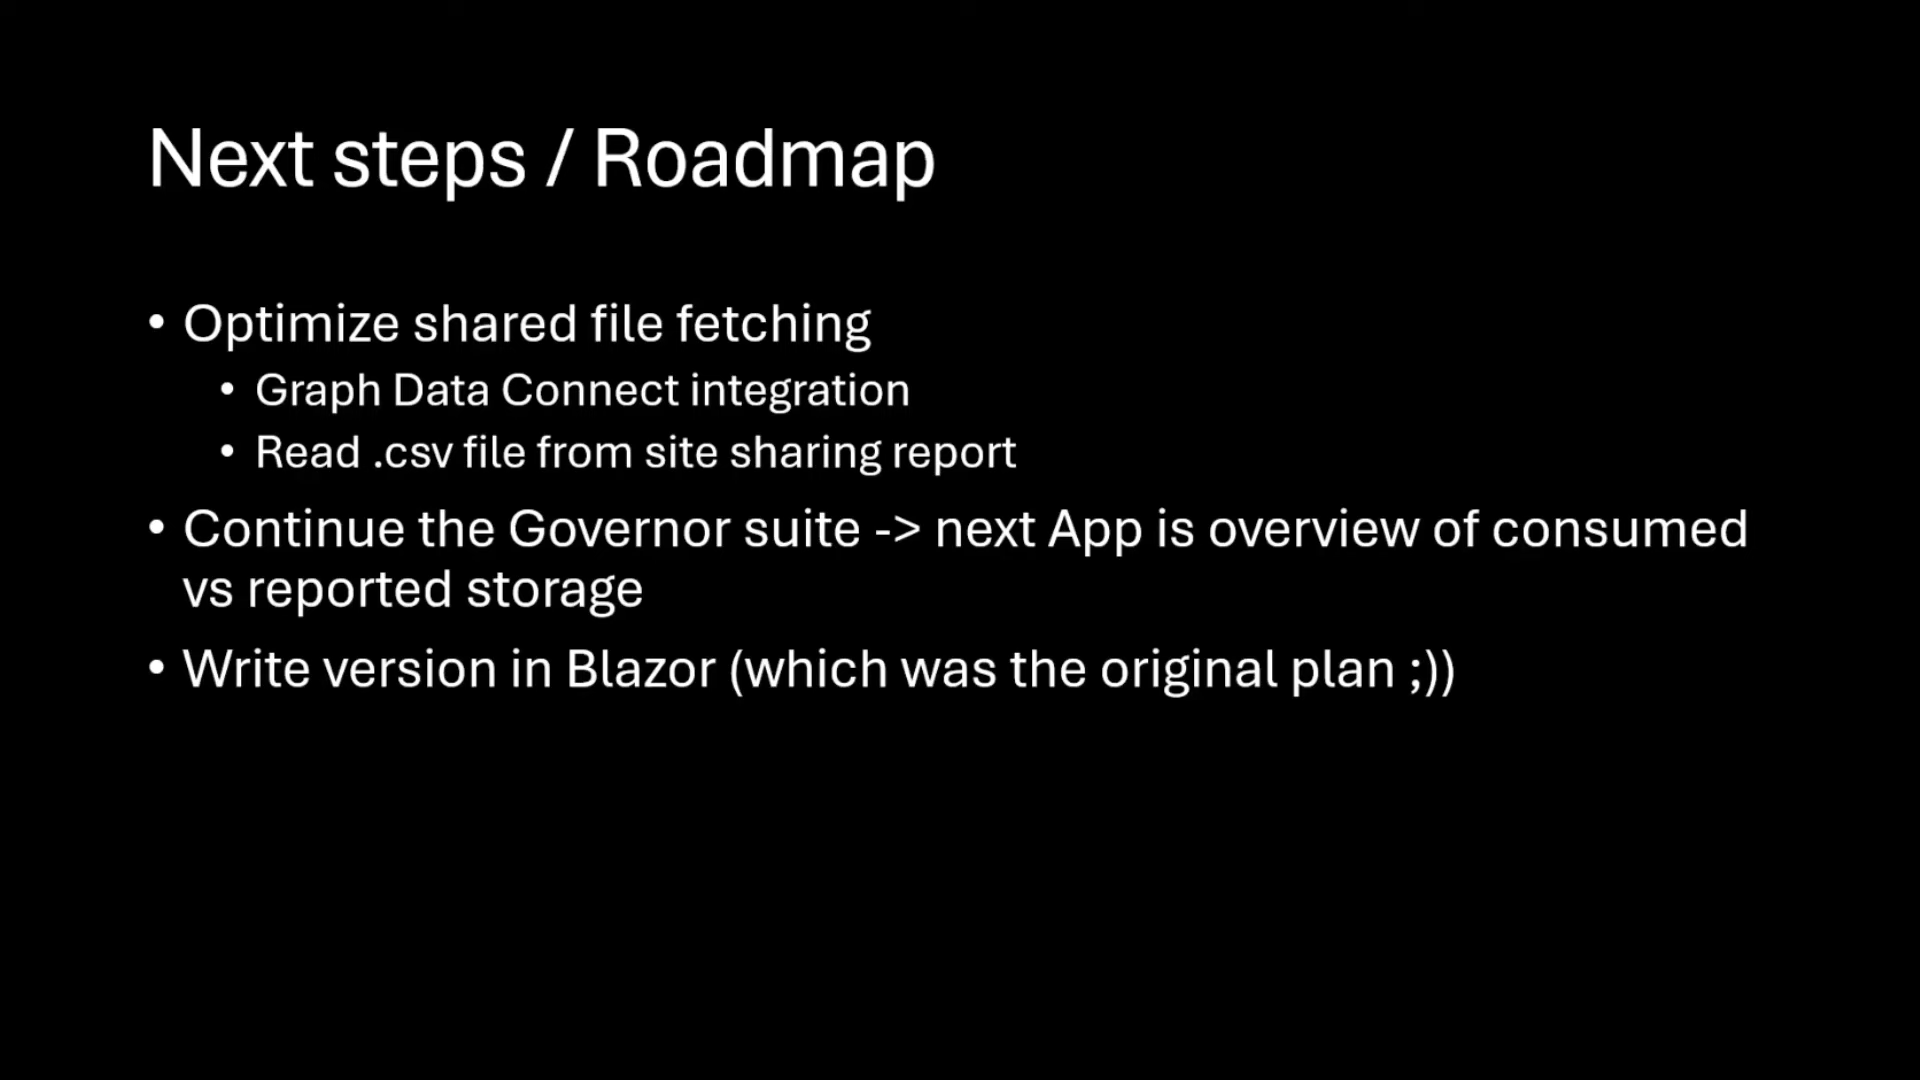 Next steps / Roadmap
• Optimize shared file fetching
• Graph Data Connect integration
• Read .csv file from site sharing report
• Continue the Governor suite -> next App is overview of consumed
vs reported storage
• Write version in Blazor (which was the original plan ;))